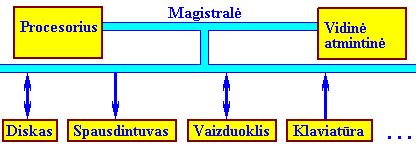 Magistralė
Procesorius
Vidinė
atmintinė
Diskas
Spausdintuvas
Vaizduoklis
Klaviatūra
...